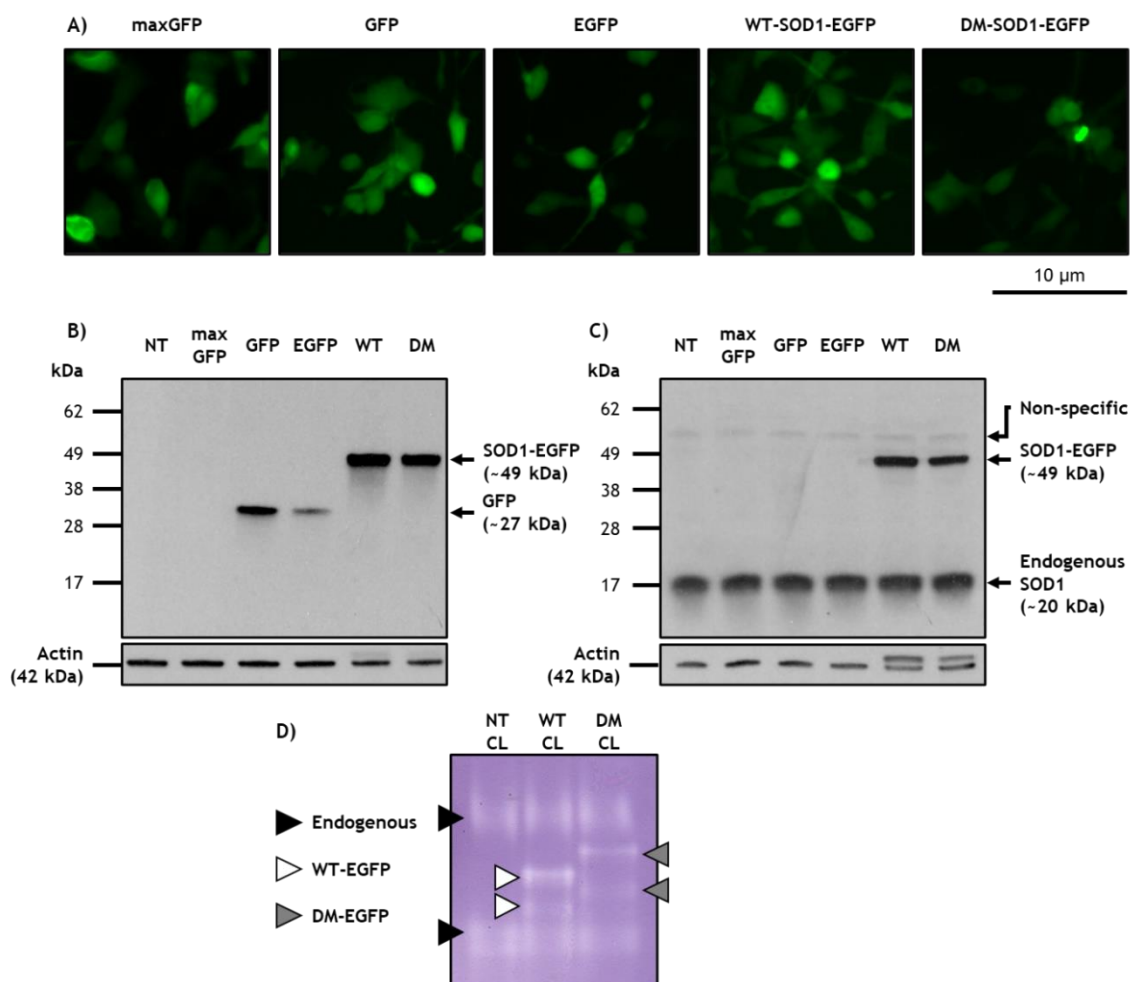 A)
maxGFP GFP EGFP WT-SOD1-EGFP DM-SOD1-EGFP
10 µm
B)
NT max GFP GFP EGFP WT DM
kDa
62
49
38
28
17
SOD1-EGFP
(~49 kDa)
GFP
(~27 kDa)
Actin
(42 kDa)
C)
NT max GFP GFP EGFP WT DM
kDa
62
49
38
28
17
Non-specific
SOD1-EGFP
(~49 kDa)
Endogenous
SOD1
(~20 kDa)
Actin
(42 kDa)
D)
NT WT DM
CL CL CL
Endogenous
WT-EGFP
DM-EGFP